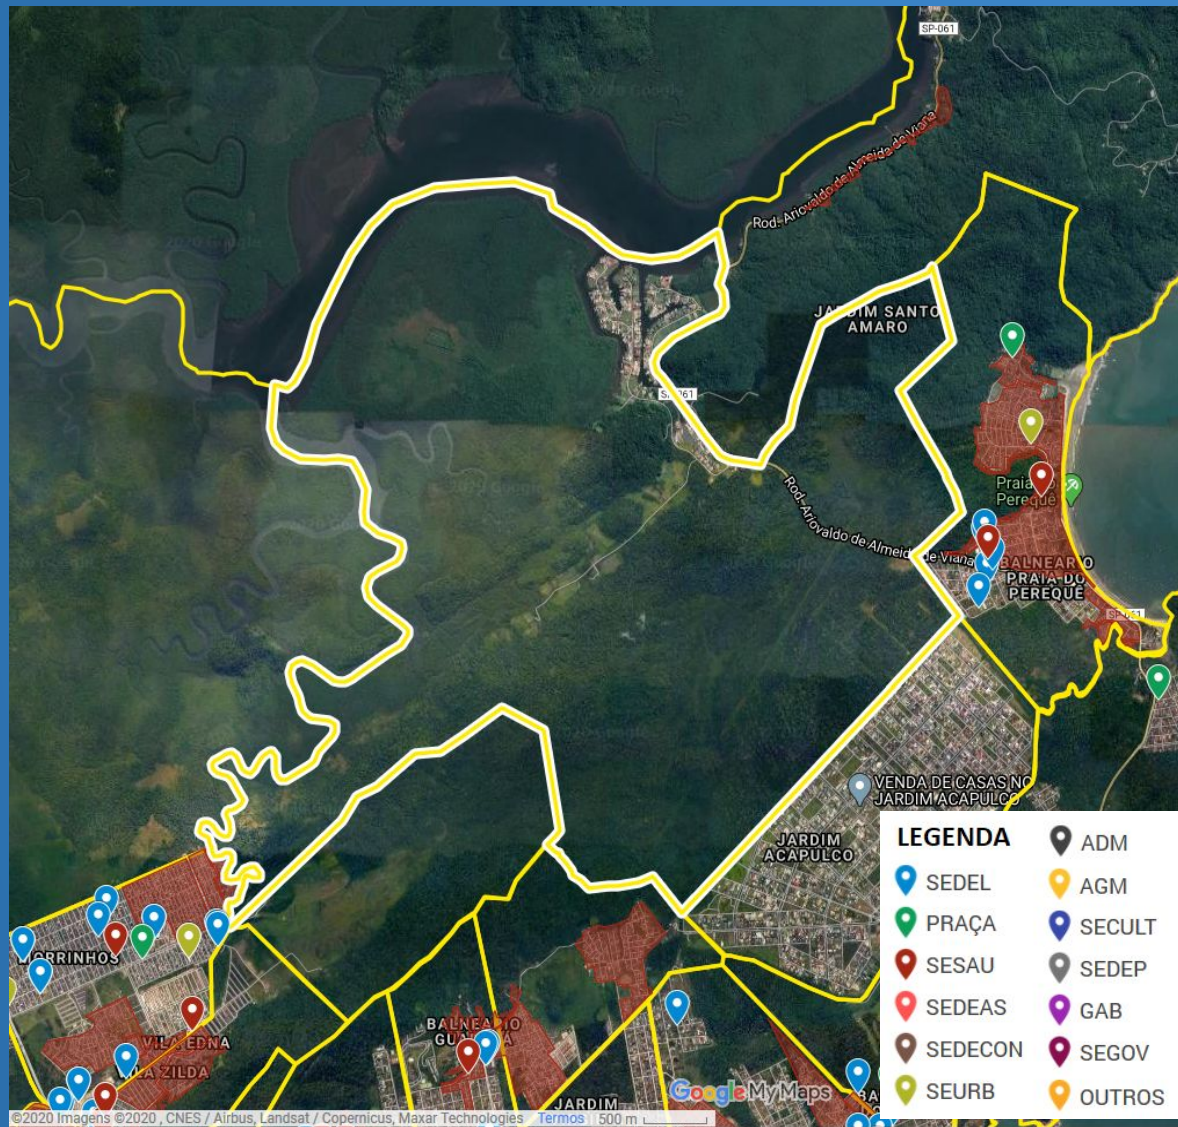 SP-061
Rod. Ariovaldo de Almeida de Viana
JARDIM SANTO
AMARO
SP-061
Praia do
Perequê
Rod. Ariovaldo de Almeida de Viana
BALNEARIO
PRAIA DO
PEREQUÊ
SP-061
VENDA DE CASAS NO
JARDIM ACAPULCO
JARDIM
ACAPULCO
MORRINHOS
VILA EDNA
VILA ZILDA
BALNEARIO
JARDIM
LEGENDA
SEDEL
PRAÇA
SESAU
SEDEAS
SEDECON
SEURB
ADM
AGM
SECULT
SEDEP
GAB
SEGOV
OUTROS
Google My Maps
©2020 Imagens ©2020 , CNES / Airbus, Landsat / Copernicus, Maxar Technologies Termos 500 m